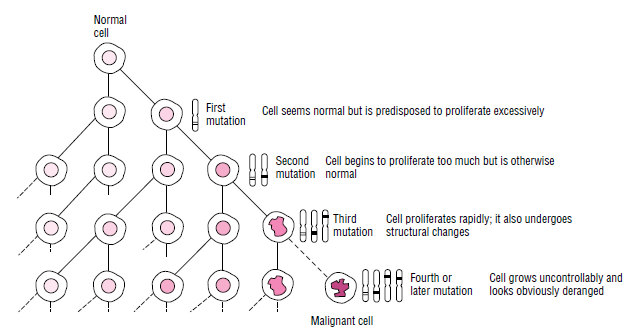 Normal
cell
First
mutation
Cell seems normal but is predisposed to proliferate excessively
Second
mutation
Cell begins to proliferate too much but is otherwise
normal
Third
mutation
Cell proliferates rapidly; it also undergoes
structural changes
Fourth or
later mutation
Cell grows uncontrollably and
looks obviously deranged
Malignant cell